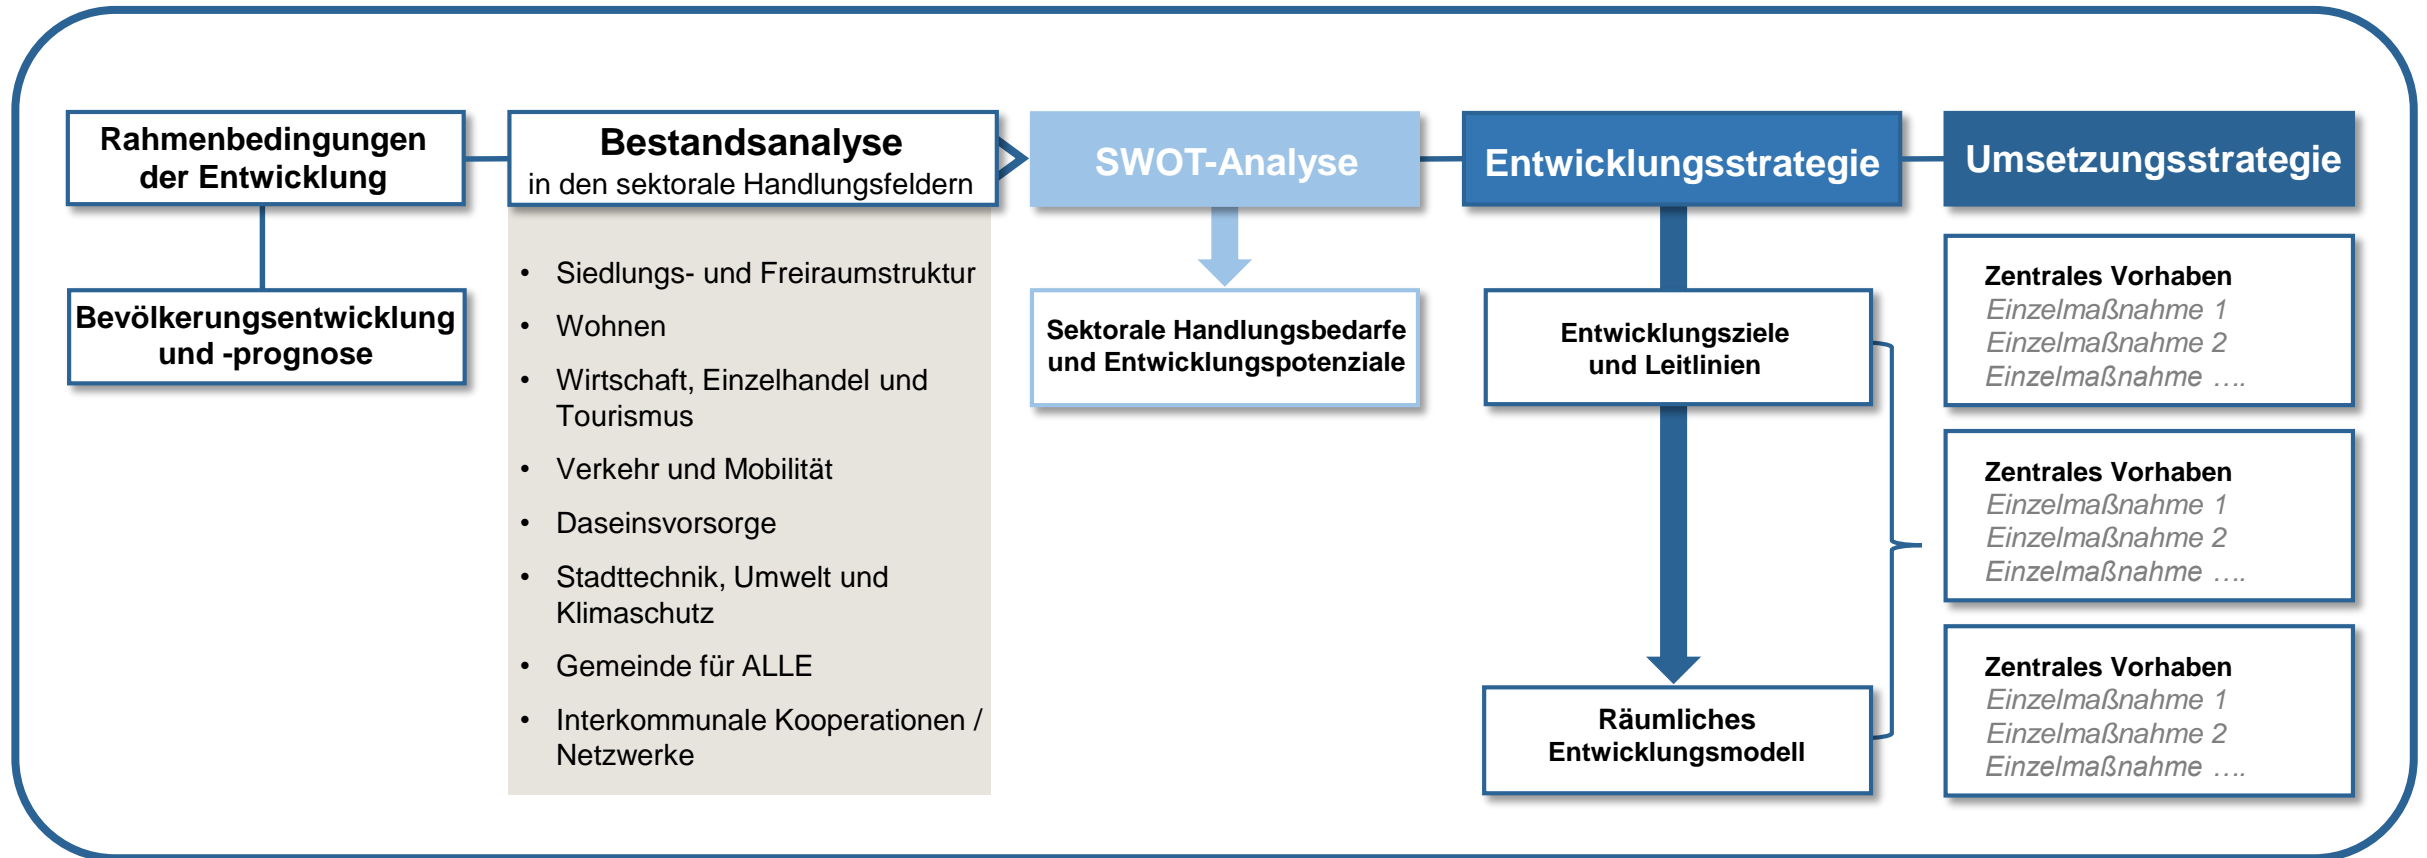 Rahmenbedingungen
der Entwicklung
Bevölkerungsentwicklung
und -prognose
Bestandsanalyse
in den sektorale Handlungsfeldern
• Siedlungs- und Freiraumstruktur
• Wohnen
• Wirtschaft, Einzelhandel und
Tourismus
• Verkehr und Mobilität
• Daseinsvorsorge
• Stadttechnik, Umwelt und
Klimaschutz
• Gemeinde für ALLE
• Interkommunale Kooperationen /
Netzwerke
SWOT-Analyse
Sektorale Handlungsbedarfe
und Entwicklungspotenziale
Entwicklungsstrategie
Entwicklungsziele
und Leitlinien
Räumliches
Entwicklungsmodell
Umsetzungsstrategie
Zentrales Vorhaben
Einzelmaßnahme 1
Einzelmaßnahme 2
Einzelmaßnahme ….
Zentrales Vorhaben
Einzelmaßnahme 1
Einzelmaßnahme 2
Einzelmaßnahme ….
Zentrales Vorhaben
Einzelmaßnahme 1
Einzelmaßnahme 2
Einzelmaßnahme ….